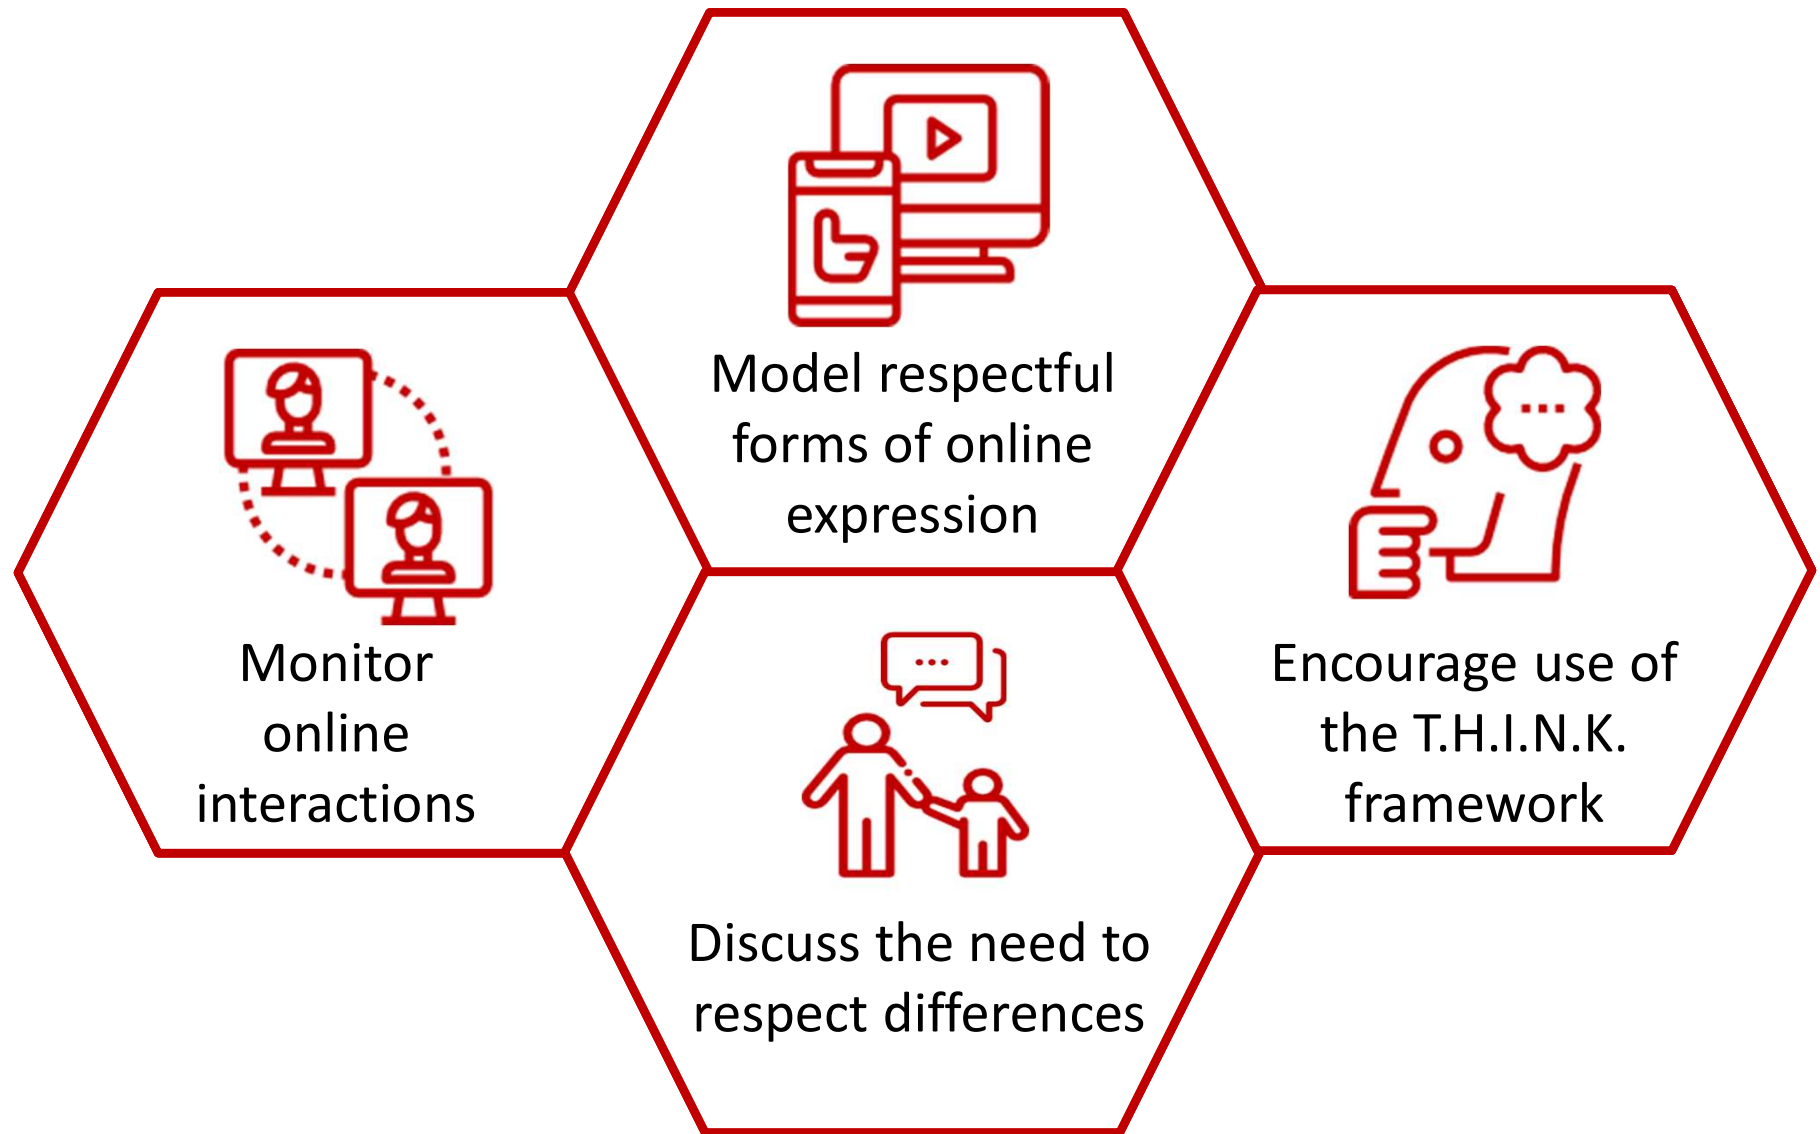 Model respectful
forms of online
expression
Monitor
online
interactions
Encourage use of
the T.H.I.N.K.
framework
Discuss the need to
respect differences